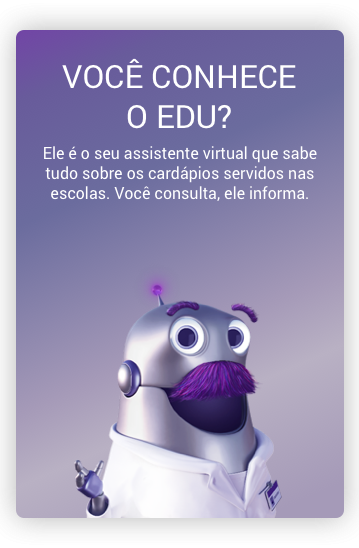 VOCÊ CONHECE
O EDU?
Ele é o seu assistente virtual que sabe
tudo sobre os cardápios servidos nas
escolas. Você consulta, ele informa.